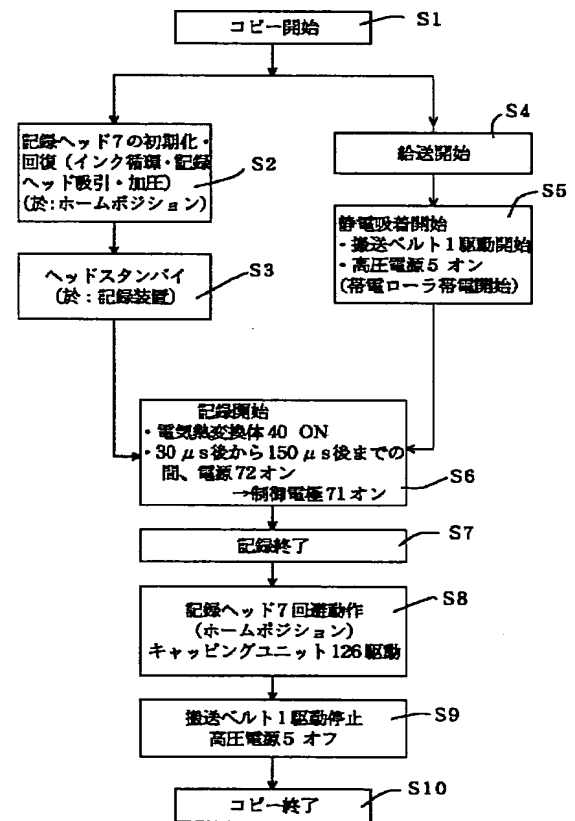 コピー開始
S1
記録ヘッド7の初期化・
回復(インク循環・記録
ヘッド吸引・加圧)
(於:ホームポジション)
S2
ヘッドスタンバイ
(於:記録装置)
S3
給送開始
S4
静電吸着開始
・搬送ベルト1駆動開始
・高圧電源5 オン
(帯電ローラ帯電開始)
S5
記録開始
・電気熱変換体40 ON
・30μs後から150μs後までの
間、電源72オン
→制御電極71オン
S6
記録終了
S7
記録ヘッド7回避動作
(ホームポジション)
キャッピングユニット126駆動
S8
搬送ベルト1駆動停止
高圧電源5 オフ
S9
コピー終了
S10